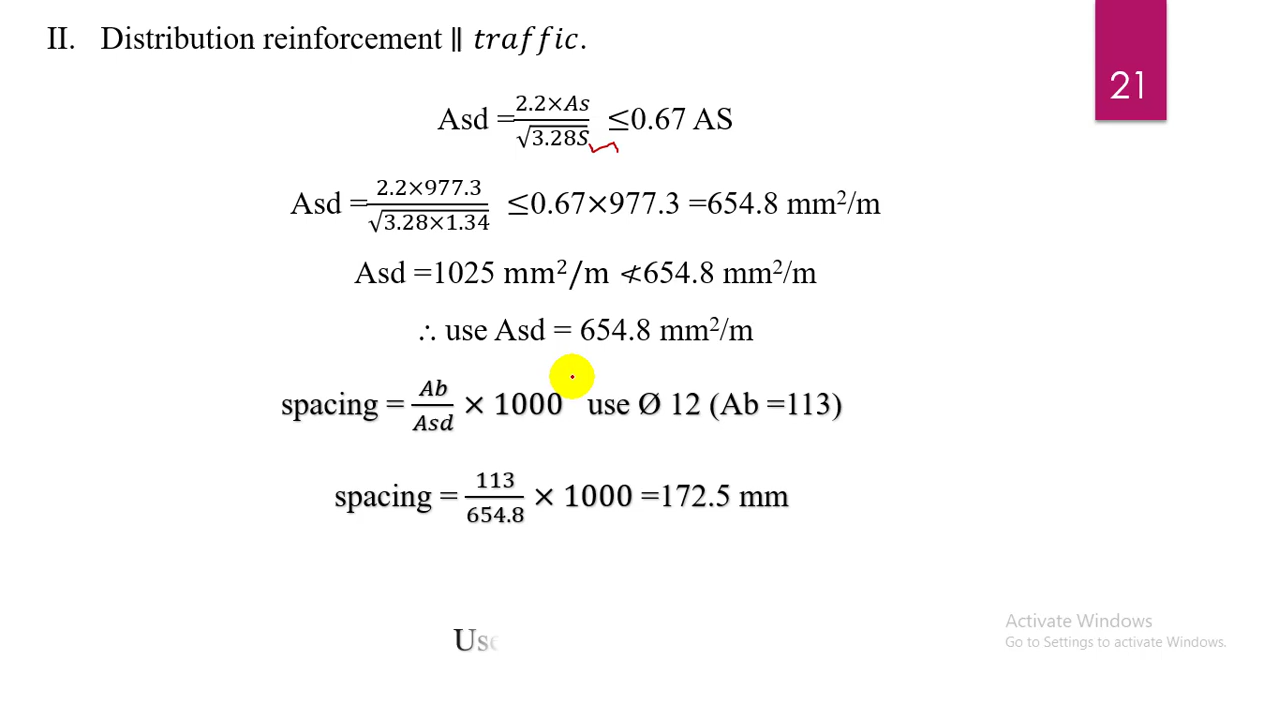 II. Distribution reinforcement ∥ traffic.
21
Asd = 2.2×As / √3.28S ≤0.67 AS
Asd = 2.2×977.3 / √3.28×1.34 ≤0.67×977.3 =654.8 mm²/m
Asd =1025 mm²/m ≮654.8 mm²/m
∴ use Asd = 654.8 mm²/m
spacing = Ab / Asd × 1000 use Ø 12 (Ab =113)
spacing = 113 / 654.8 × 1000 =172.5 mm
Use
Activate Windows
Go to Settings to activate Windows.